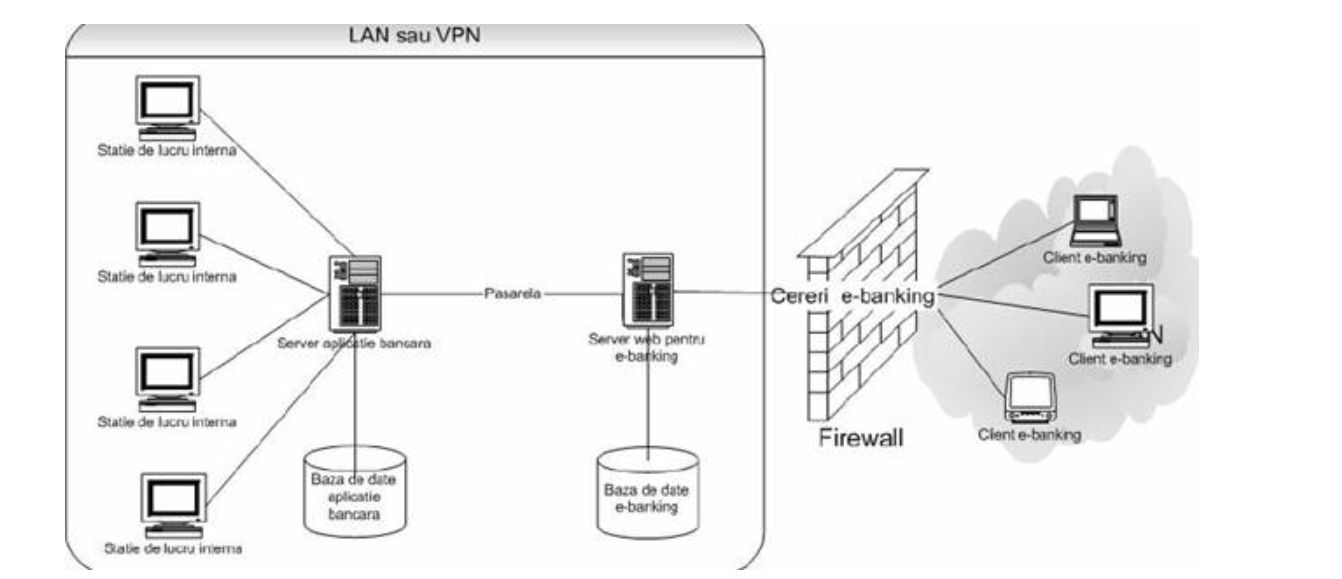 LAN sau VPN
Statie de lucru interna
Statie de lucru interna
Statie de lucru interna
Statie de lucru interna
Server aplicatie bancara
Baza de date
aplicatie
bancara
Pasarela
Server web pentru
e-banking
Baza de date
e-banking
Cereri e-banking
Firewall
Client e-banking
N
Client e-banking
Client e-banking